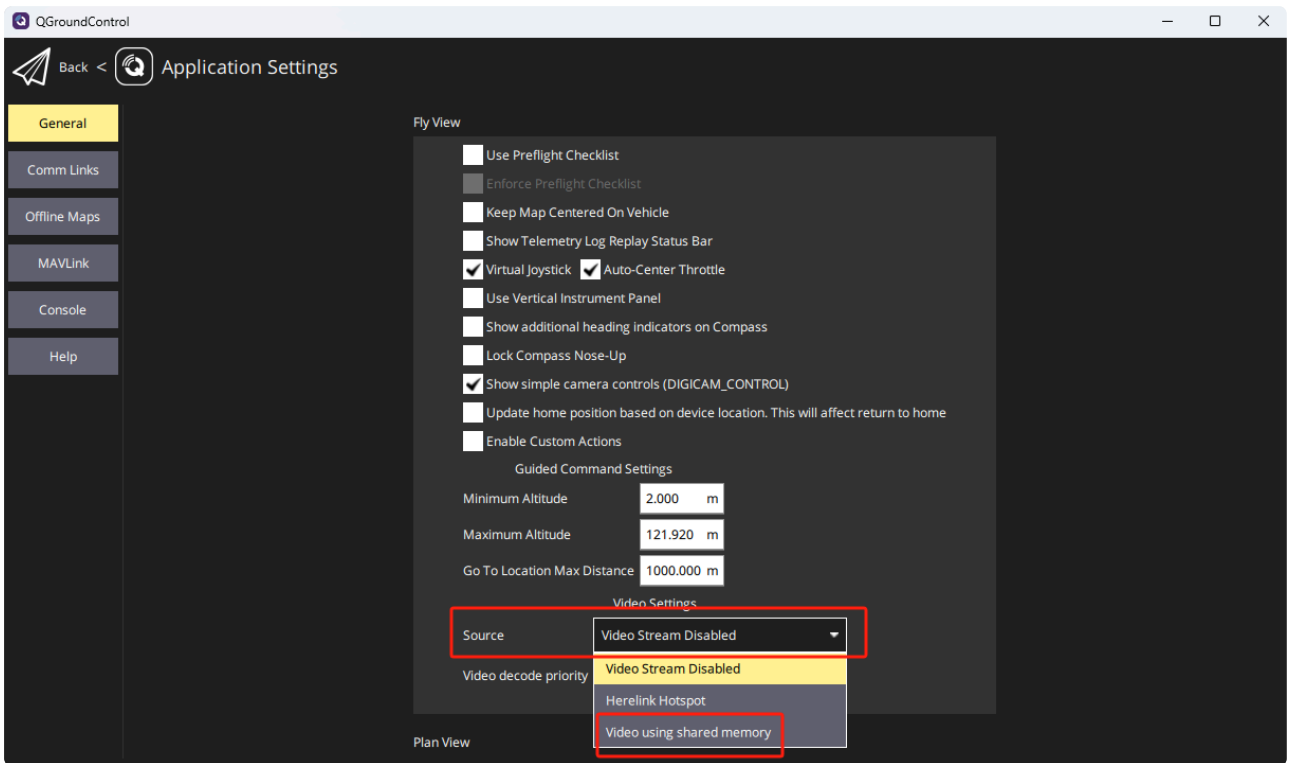 QGroundControl
Back < Application Settings
General
Comm Links
Offline Maps
MAVLink
Console
Help
Fly View
Use Preflight Checklist
Enforce Preflight Checklist
Keep Map Centered On Vehicle
Show Telemetry Log Replay Status Bar
Virtual Joystick Auto-Center Throttle
Use Vertical Instrument Panel
Show additional heading indicators on Compass
Lock Compass Nose-Up
Show simple camera controls (DIGICAM_CONTROL)
Update home position based on device location. This will affect return to home
Enable Custom Actions
Guided Command Settings
Minimum Altitude 2.000 m
Maximum Altitude 121.920 m
Go To Location Max Distance 1000.000 m
Video Settings
Source Video Stream Disabled
Video decode priority
Video Stream Disabled
Herelink Hotspot
Video using shared memory
Plan View